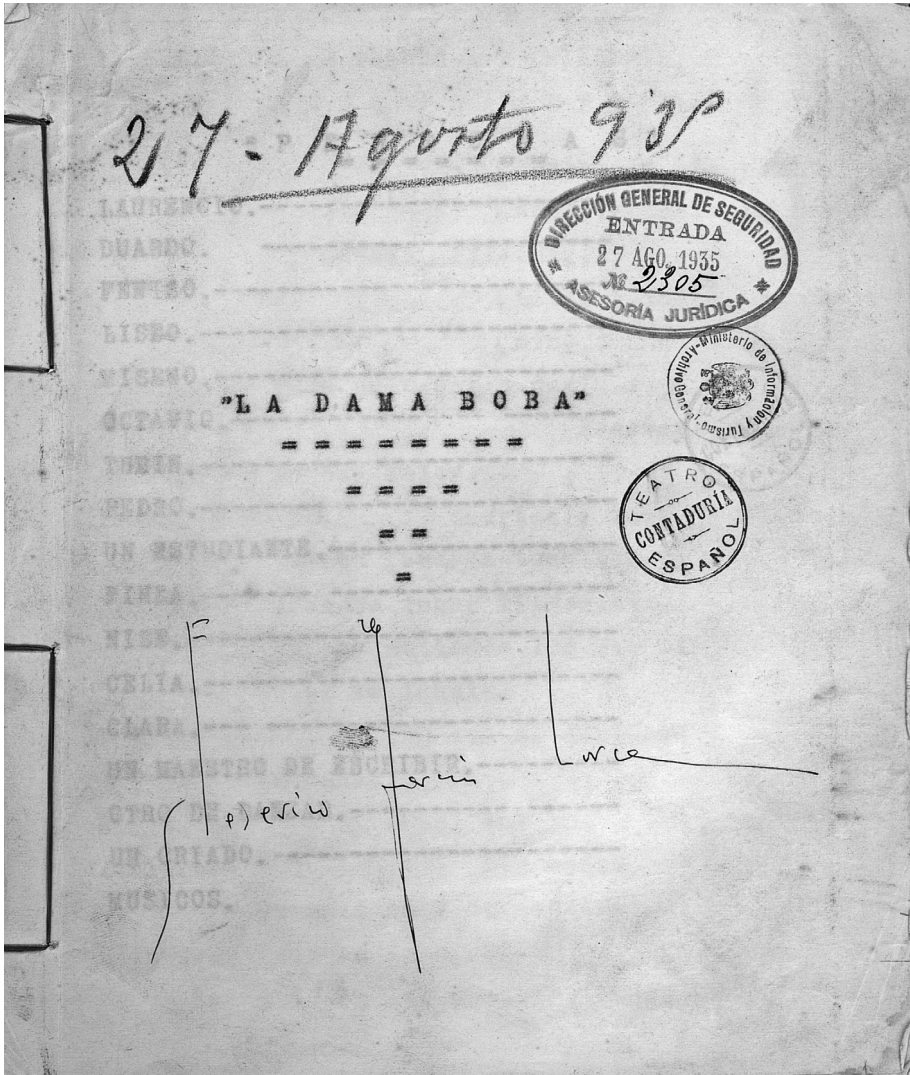 27 - Agosto 935
DIRECCIÓN GENERAL DE SEGURIDAD
ENTRADA
27 AGO. 1935
Nº 2305
ASESORÍA JURÍDICA
Ministerio de Información y Turismo-Archivo General-
"LA DAMA BOBA"
= = = = = = = =
= = = =
= =
=
TEATRO
CONTADURÍA
ESPAÑOL
Federico García Lorca
LAURENCIO.
DUARDO.
FENISO.
LISEO.
MISENO.
OCTAVIO.
TURIN.
PEDRO.
UN ESTUDIANTE.
FINEA.
NISE.
CELIA.
CLARA.
UN MAESTRO DE ESCRIBIR.
OTRO DE DANZAR.
UN CRIADO.
MUSICOS.